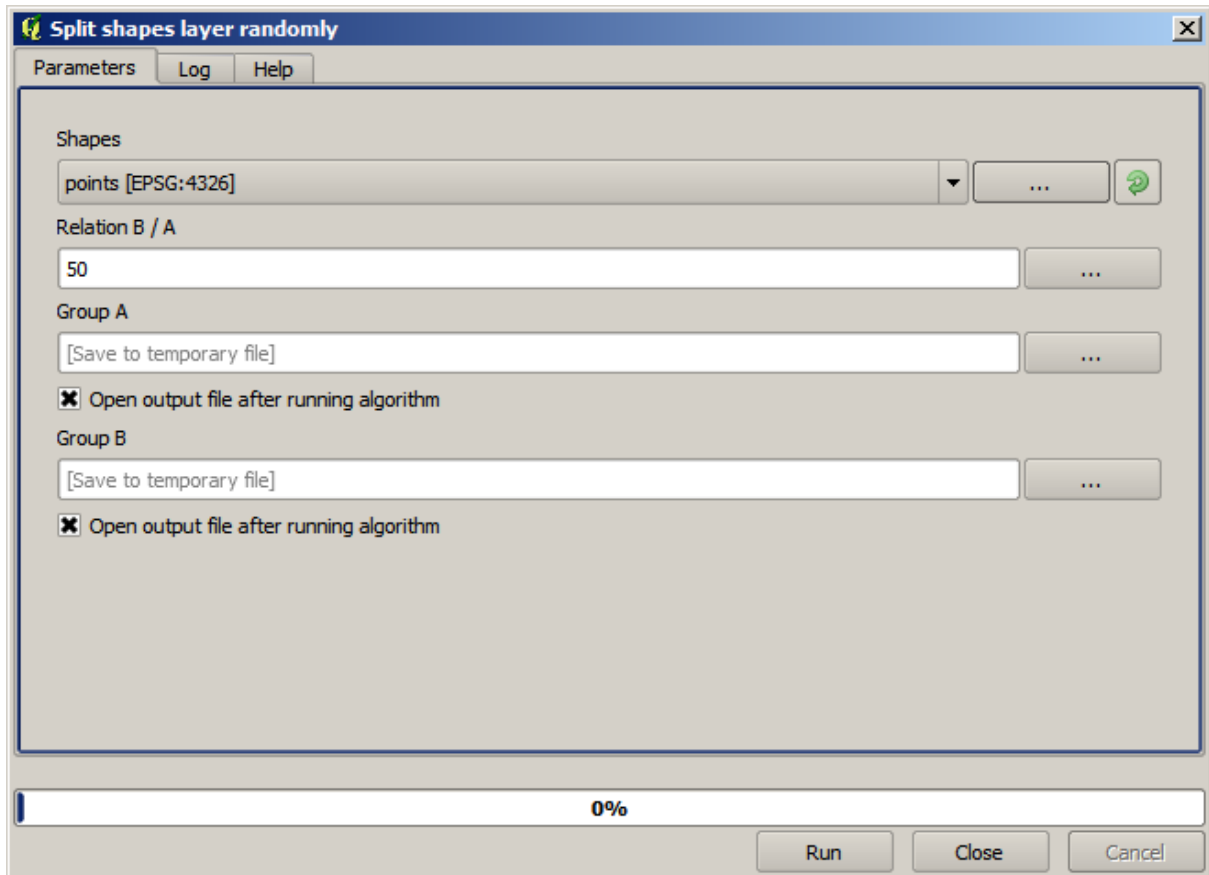 Split shapes layer randomly
Parameters Log Help
Shapes
points [EPSG:4326] ...
Relation B / A
50 ...
Group A
[Save to temporary file] ...
Open output file after running algorithm
Group B
[Save to temporary file] ...
Open output file after running algorithm
0%
Run Close Cancel